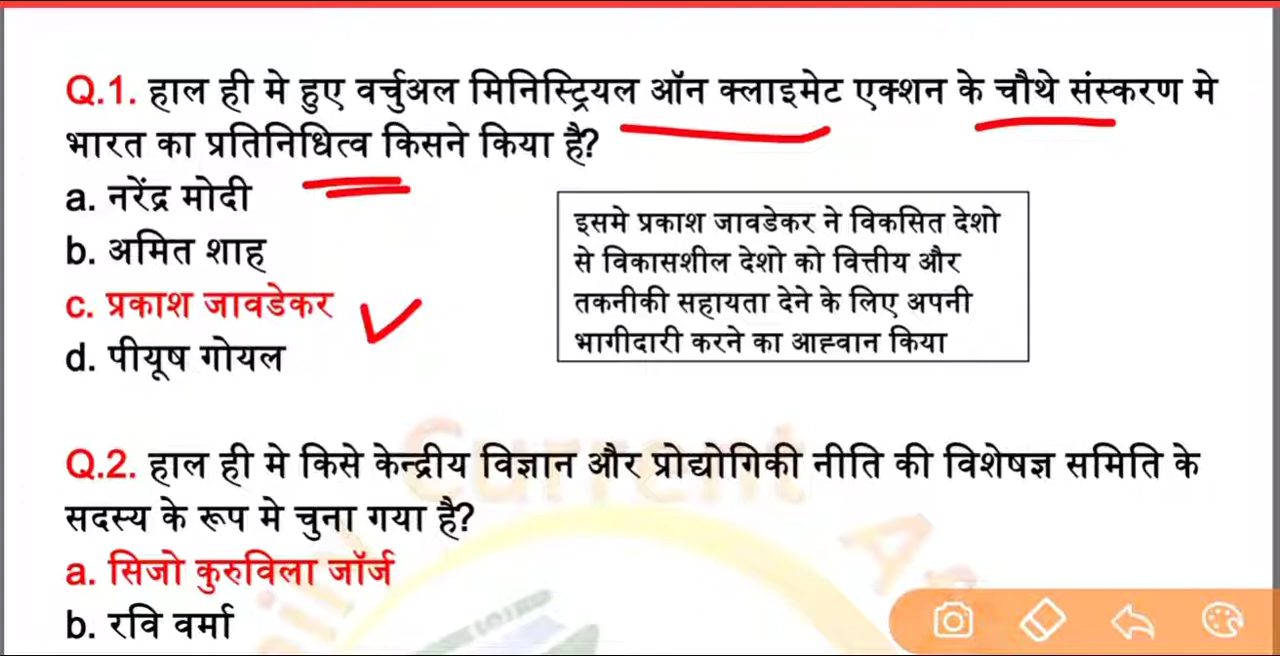 Q.1. हाल ही मे हुए वर्चुअल मिनिस्ट्रियल ऑन क्लाइमेट एक्शन के चौथे संस्करण मे
भारत का प्रतिनिधित्व किसने किया है?
a. नरेंद्र मोदी
b. अमित शाह
c. प्रकाश जावडेकर
d. पीयूष गोयल
इसमे प्रकाश जावडेकर ने विकसित देशो
से विकासशील देशो को वित्तीय और
तकनीकी सहायता देने के लिए अपनी
भागीदारी करने का आह्वान किया
Q.2. हाल ही मे किसे केन्द्रीय विज्ञान और प्रोद्योगिकी नीति की विशेषज्ञ समिति के
सदस्य के रूप मे चुना गया है?
a. सिजो कुरुविला जॉर्ज
b. रवि वर्मा
Current